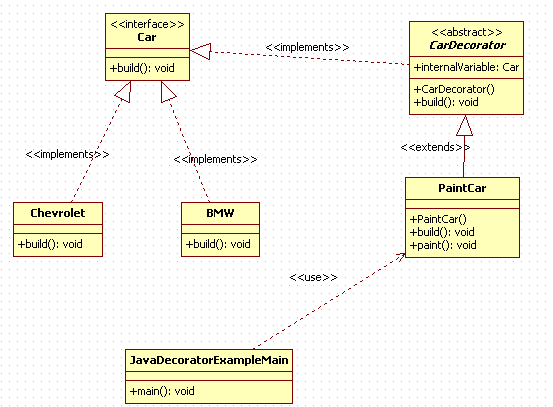 <<interface>>
Car
+build(): void
<<implements>>
<<abstract>>
CarDecorator
+internalVariable: Car
+CarDecorator()
+build(): void
<<implements>>
<<implements>>
<<extends>>
Chevrolet
+build(): void
BMW
+build(): void
PaintCar
+PaintCar()
+build(): void
+paint(): void
<<use>>
JavaDecoratorExampleMain
+main(): void